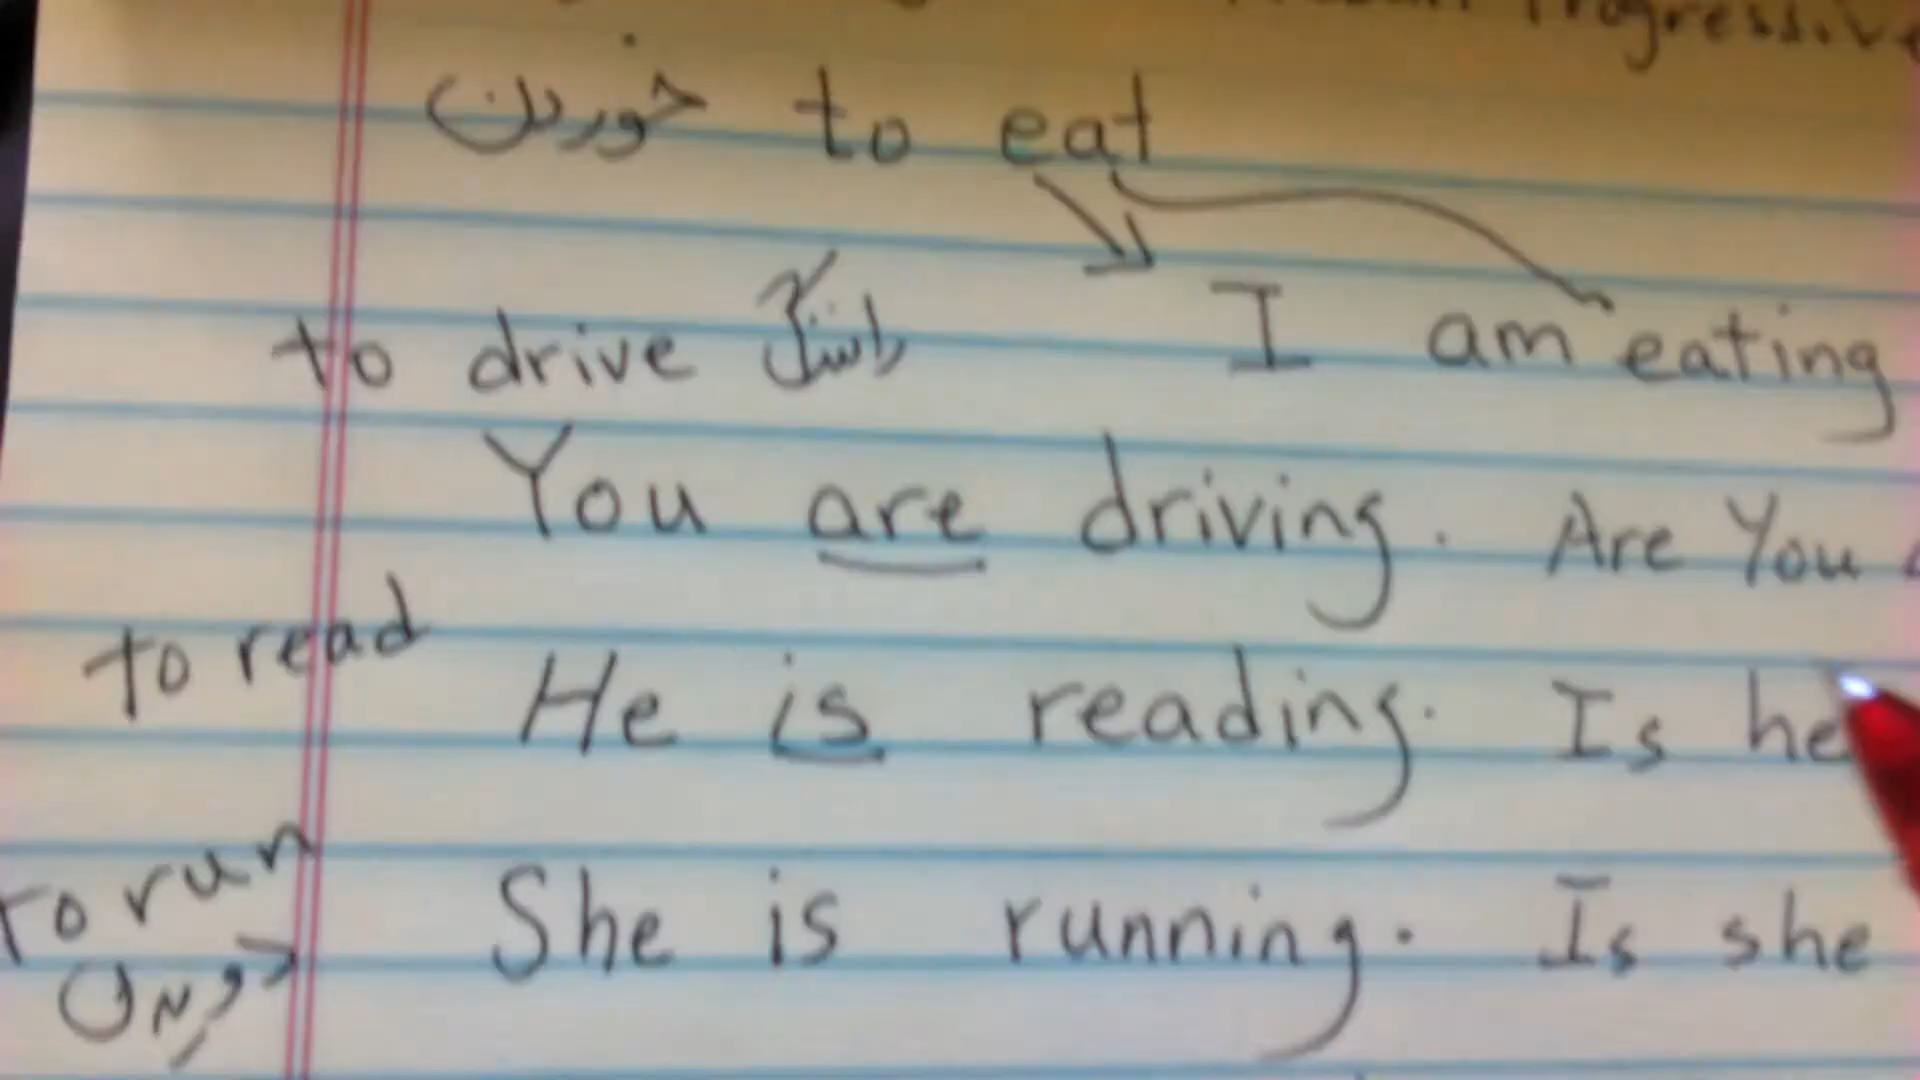 Progressive
خوردن to eat
to drive I am eating
You are driving. Are You
to read He is reading. Is he
to run She is running. Is she
دویدن